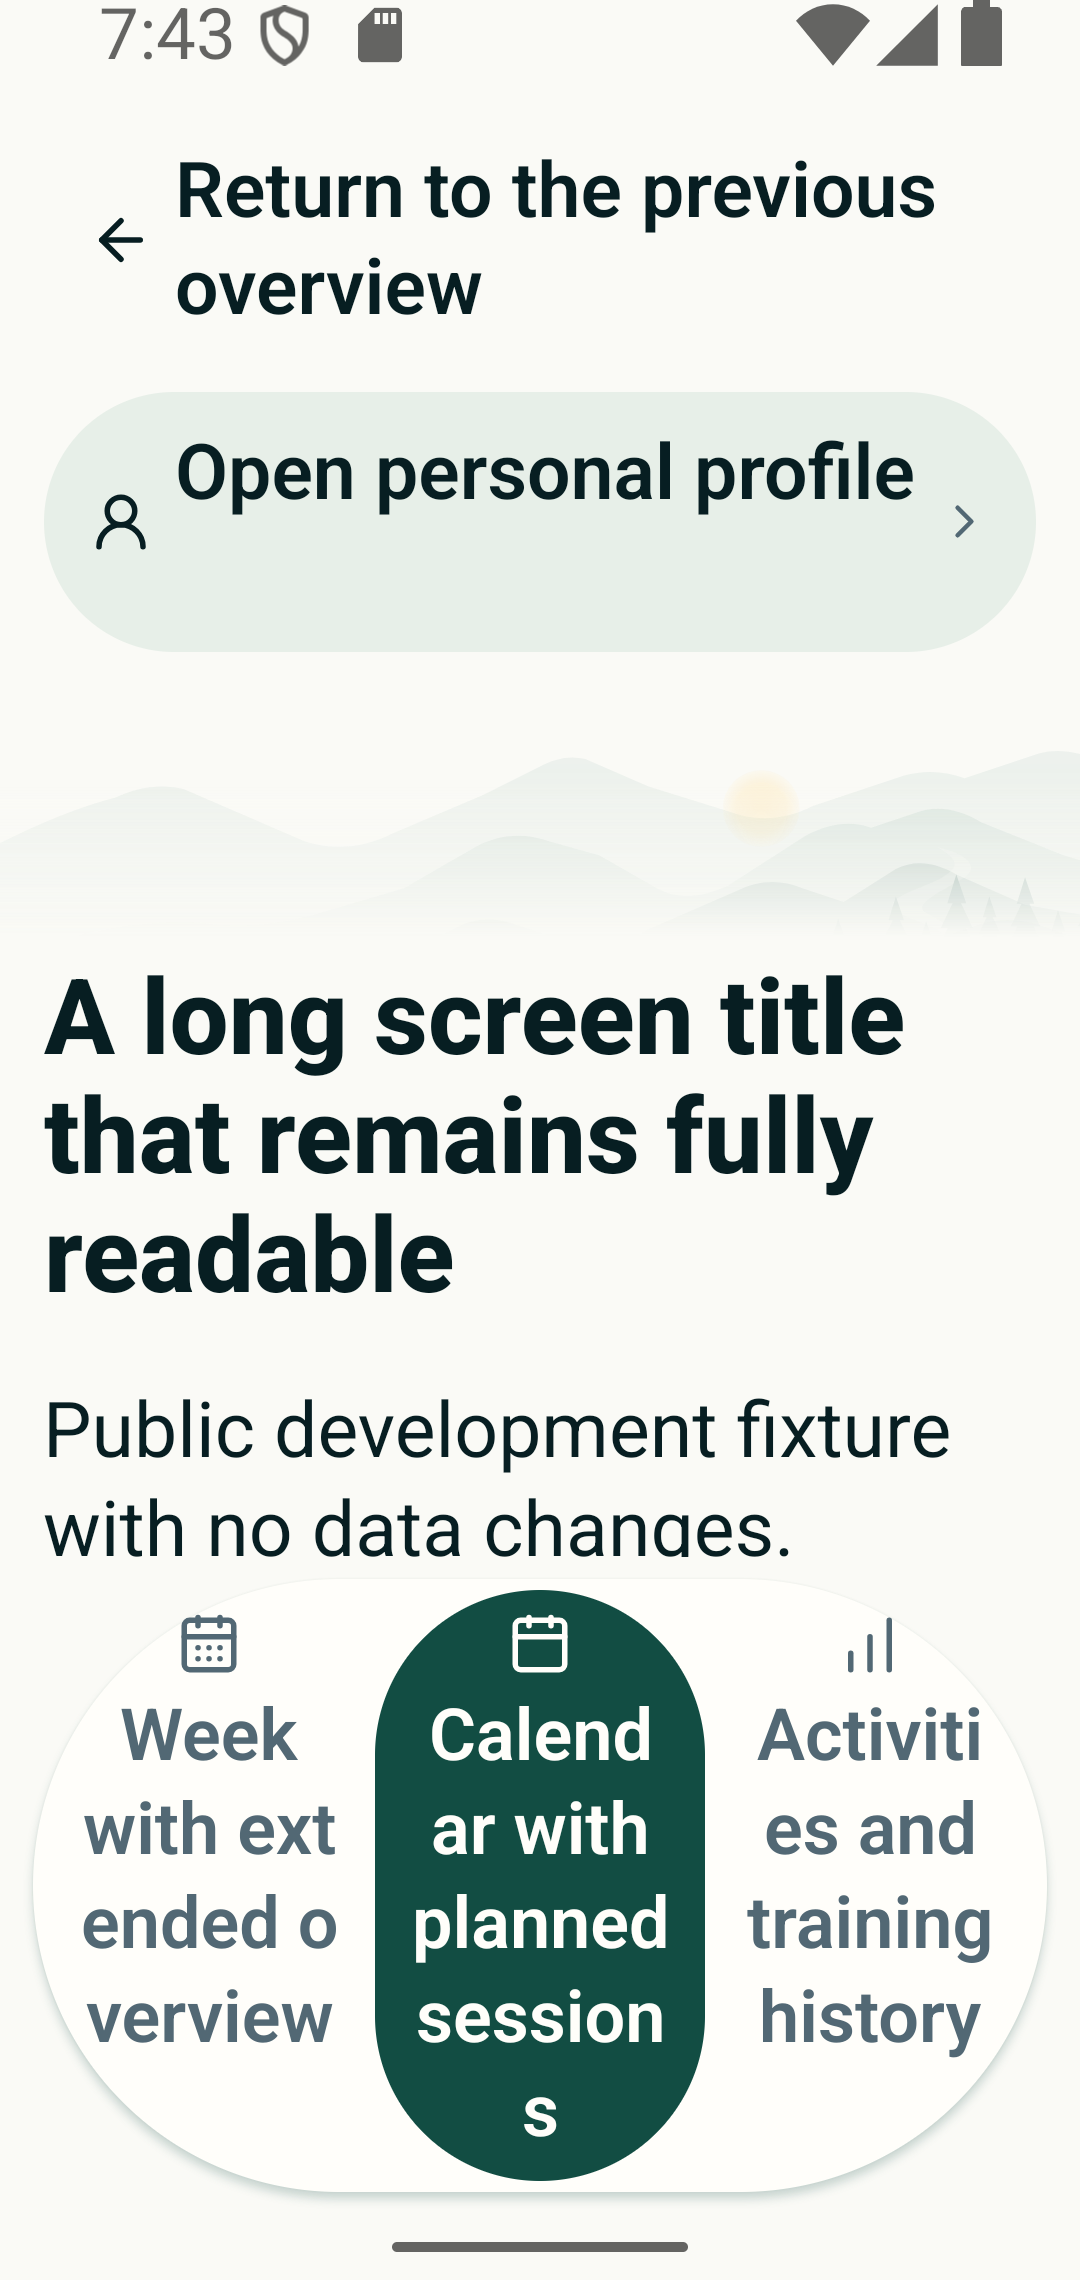 7:43
Return to the previous
overview
Open personal profile
A long screen title
that remains fully
readable
Public development fixture
with no data changes.
Week
with ext
ended o
verview
Calend
ar with
planned
session
s
Activiti
es and
training
history